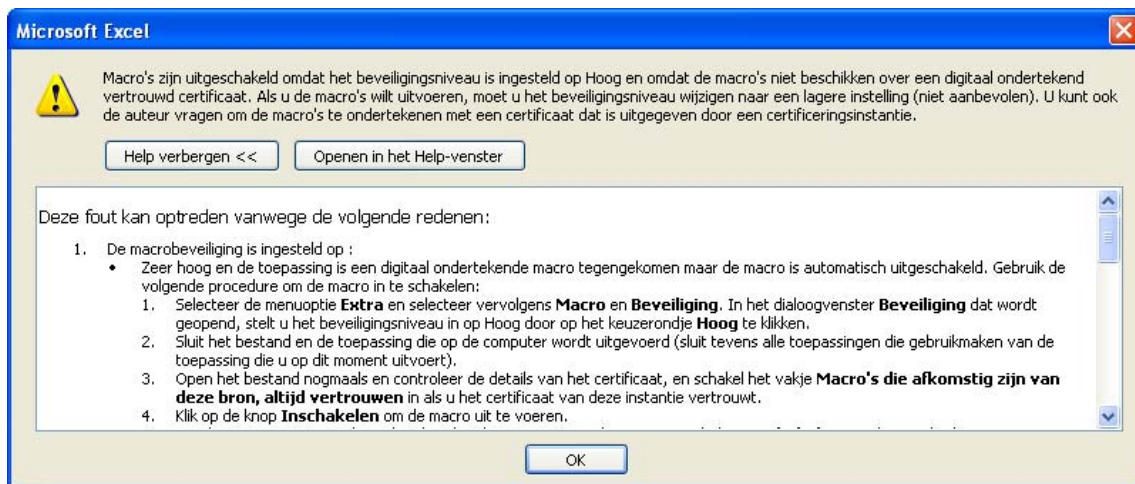 Microsoft Excel
Macro's zijn uitgeschakeld omdat het beveiligingsniveau is ingesteld op Hoog en omdat de macro's niet beschikken over een digitaal ondertekend
vertrouwd certificaat. Als u de macro's wilt uitvoeren, moet u het beveiligingsniveau wijzigen naar een lagere instelling (niet aanbevolen). U kunt ook
de auteur vragen om de macro's te ondertekenen met een certificaat dat is uitgegeven door een certificeringsinstantie.
Help verbergen << Openen in het Help-venster
Deze fout kan optreden vanwege de volgende redenen:
1. De macrobeveiliging is ingesteld op :
• Zeer hoog en de toepassing is een digitaal ondertekende macro tegengekomen maar de macro is automatisch uitgeschakeld. Gebruik de
volgende procedure om de macro in te schakelen:
1. Selecteer de menuoptie Extra en selecteer vervolgens Macro en Beveiliging. In het dialoogvenster Beveiliging dat wordt
geopend, stelt u het beveiligingsniveau in op Hoog door op het keuzerondje Hoog te klikken.
2. Sluit het bestand en de toepassing die op de computer wordt uitgevoerd (sluit tevens alle toepassingen die gebruikmaken van de
toepassing die u op dit moment uitvoert).
3. Open het bestand nogmaals en controleer de details van het certificaat, en schakel het vakje Macro's die afkomstig zijn van
deze bron, altijd vertrouwen in als u het certificaat van deze instantie vertrouwt.
4. Klik op de knop Inschakelen om de macro uit te voeren.
OK